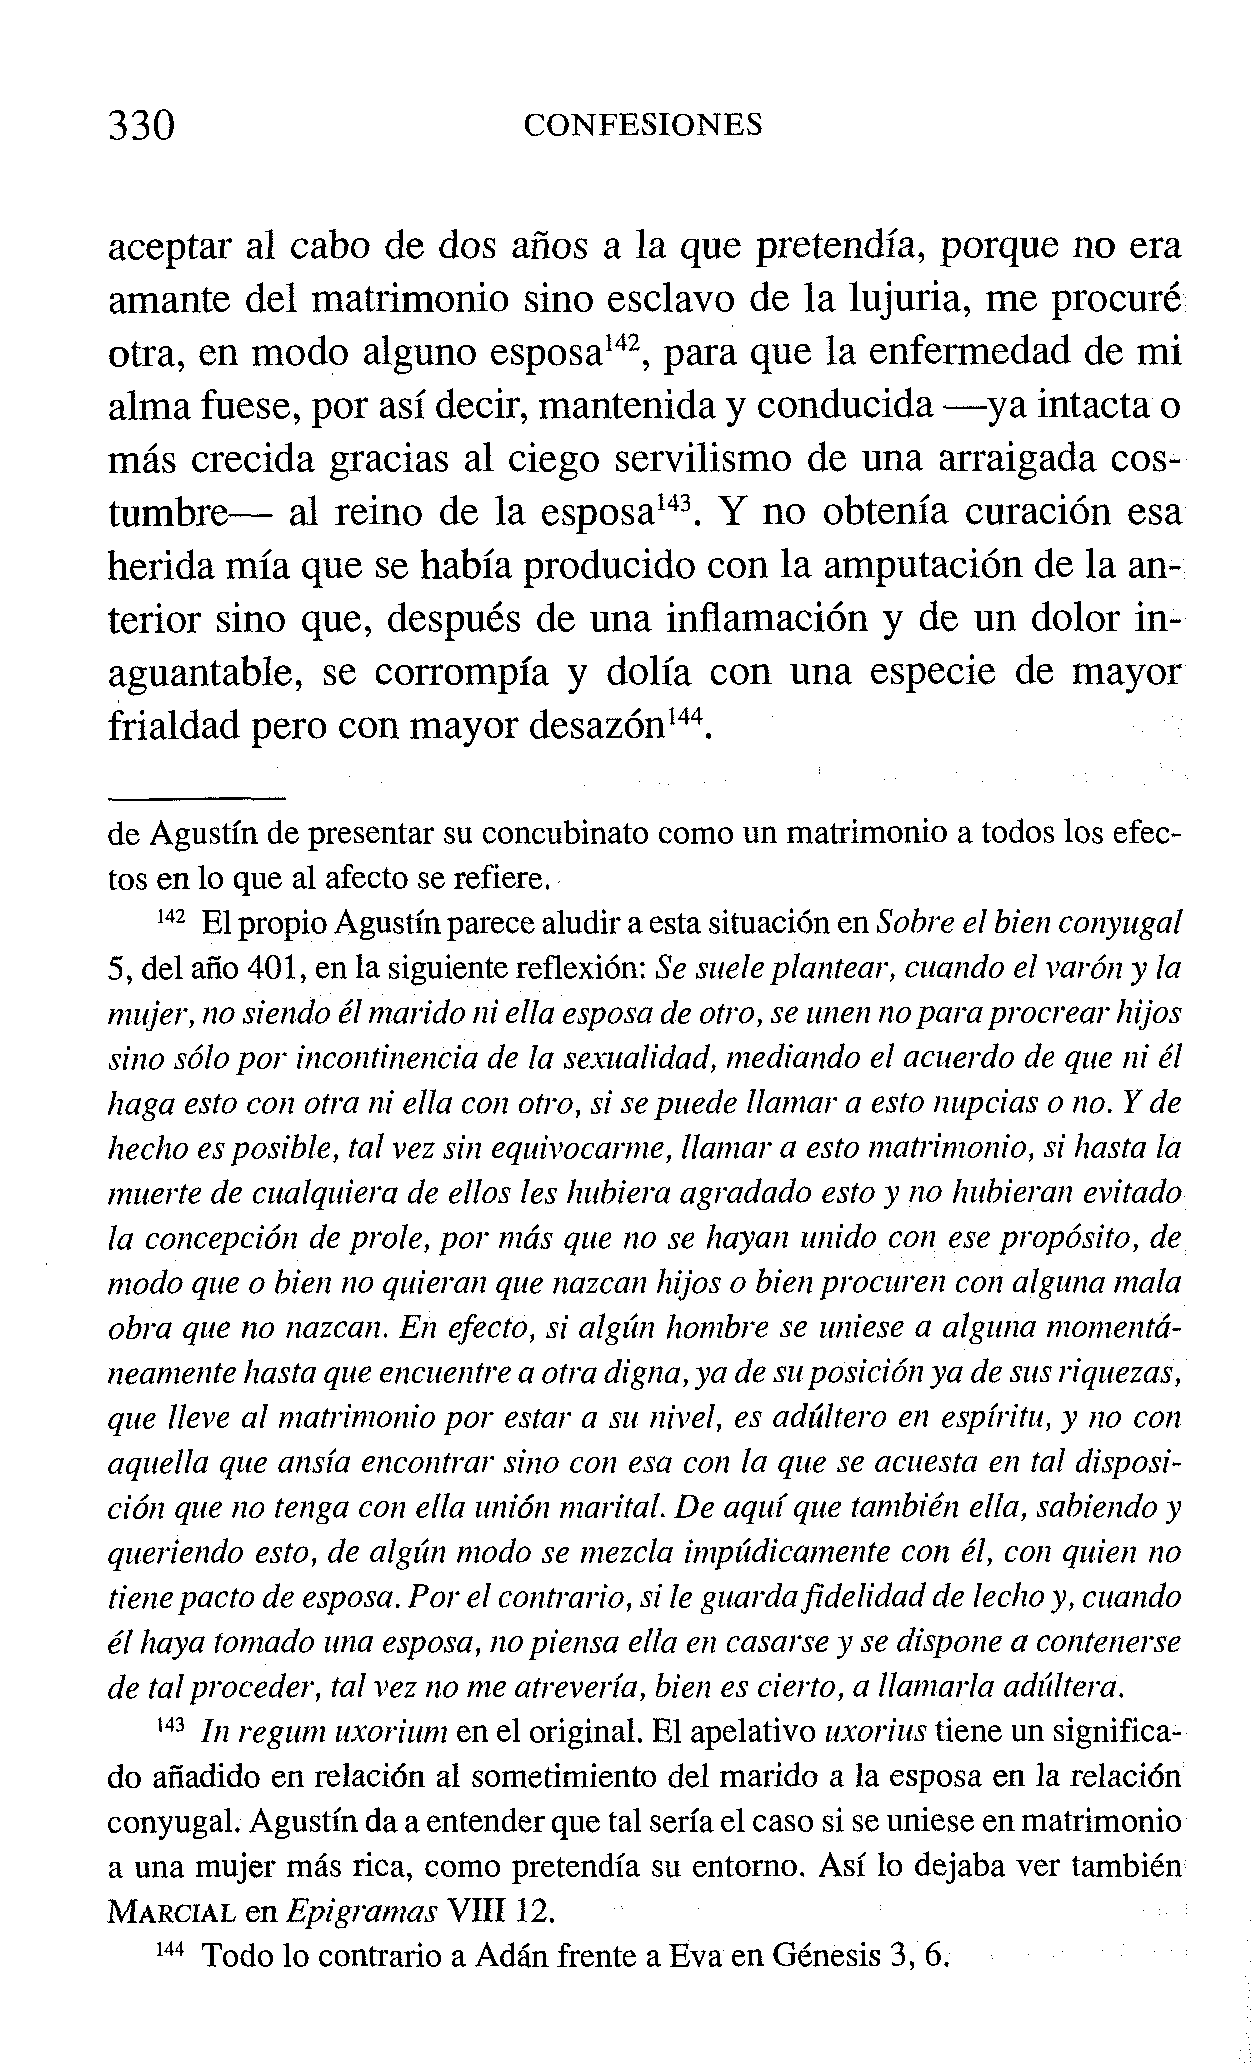 330 CONFESIONES
aceptar al cabo de dos años a la que pretendía, porque no era
amante del matrimonio sino esclavo de la lujuria, me procuré
otra, en modo alguno esposa¹⁴², para que la enfermedad de mi
alma fuese, por así decir, mantenida y conducida —ya intacta o
más crecida gracias al ciego servilismo de una arraigada cos-
tumbre— al reino de la esposa¹⁴³. Y no obtenía curación esa
herida mía que se había producido con la amputación de la an-
terior sino que, después de una inflamación y de un dolor in-
aguantable, se corrompía y dolía con una especie de mayor
frialdad pero con mayor desazón¹⁴⁴.
de Agustín de presentar su concubinato como un matrimonio a todos los efec-
tos en lo que al afecto se refiere.
¹⁴² El propio Agustín parece aludir a esta situación en Sobre el bien conyugal
5, del año 401, en la siguiente reflexión: Se suele plantear, cuando el varón y la
mujer, no siendo él marido ni ella esposa de otro, se unen no para procrear hijos
sino sólo por incontinencia de la sexualidad, mediando el acuerdo de que ni él
haga esto con otra ni ella con otro, si se puede llamar a esto nupcias o no. Y de
hecho es posible, tal vez sin equivocarme, llamar a esto matrimonio, si hasta la
muerte de cualquiera de ellos les hubiera agradado esto y no hubieran evitado
la concepción de prole, por más que no se hayan unido con ese propósito, de
modo que o bien no quieran que nazcan hijos o bien procuren con alguna mala
obra que no nazcan. En efecto, si algún hombre se uniese a alguna momentá-
neamente hasta que encuentre a otra digna, ya de su posición ya de sus riquezas,
que lleve al matrimonio por estar a su nivel, es adúltero en espíritu, y no con
aquella que ansía encontrar sino con esa con la que se acuesta en tal disposi-
ción que no tenga con ella unión marital. De aquí que también ella, sabiendo y
queriendo esto, de algún modo se mezcla impúdicamente con él, con quien no
tiene pacto de esposa. Por el contrario, si le guarda fidelidad de lecho y, cuando
él haya tomado una esposa, no piensa ella en casarse y se dispone a contenerse
de tal proceder, tal vez no me atrevería, bien es cierto, a llamarla adúltera.
¹⁴³ In regum uxorium en el original. El apelativo uxorius tiene un significa-
do añadido en relación al sometimiento del marido a la esposa en la relación
conyugal. Agustín da a entender que tal sería el caso si se uniese en matrimonio
a una mujer más rica, como pretendía su entorno. Así lo dejaba ver también
MARCIAL en Epigramas VIII 12.
¹⁴⁴ Todo lo contrario a Adán frente a Eva en Génesis 3, 6.